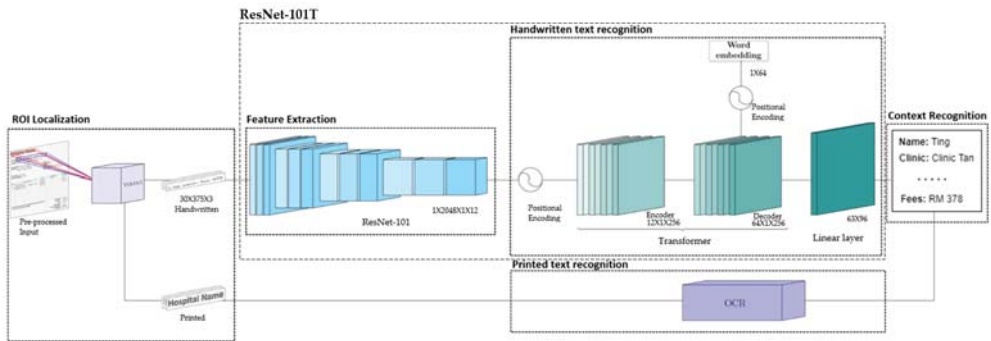 ResNet-101T
Handwritten text recognition
Word
embedding
1X64
Positional
Encoding
ROI Localization
Feature Extraction
Context Recognition
Pre-processed
Input
30X375X3
Handwritten
ResNet-101
1X2048X1X12
Positional
Encoding
Encoder
12X1X256
Decoder
64X1X256
Transformer
63X96
Linear layer
Name: Ting
Clinic: Clinic Tan
.....
Fees: RM 378
Printed text recognition
Hospital Name
Printed
OCR